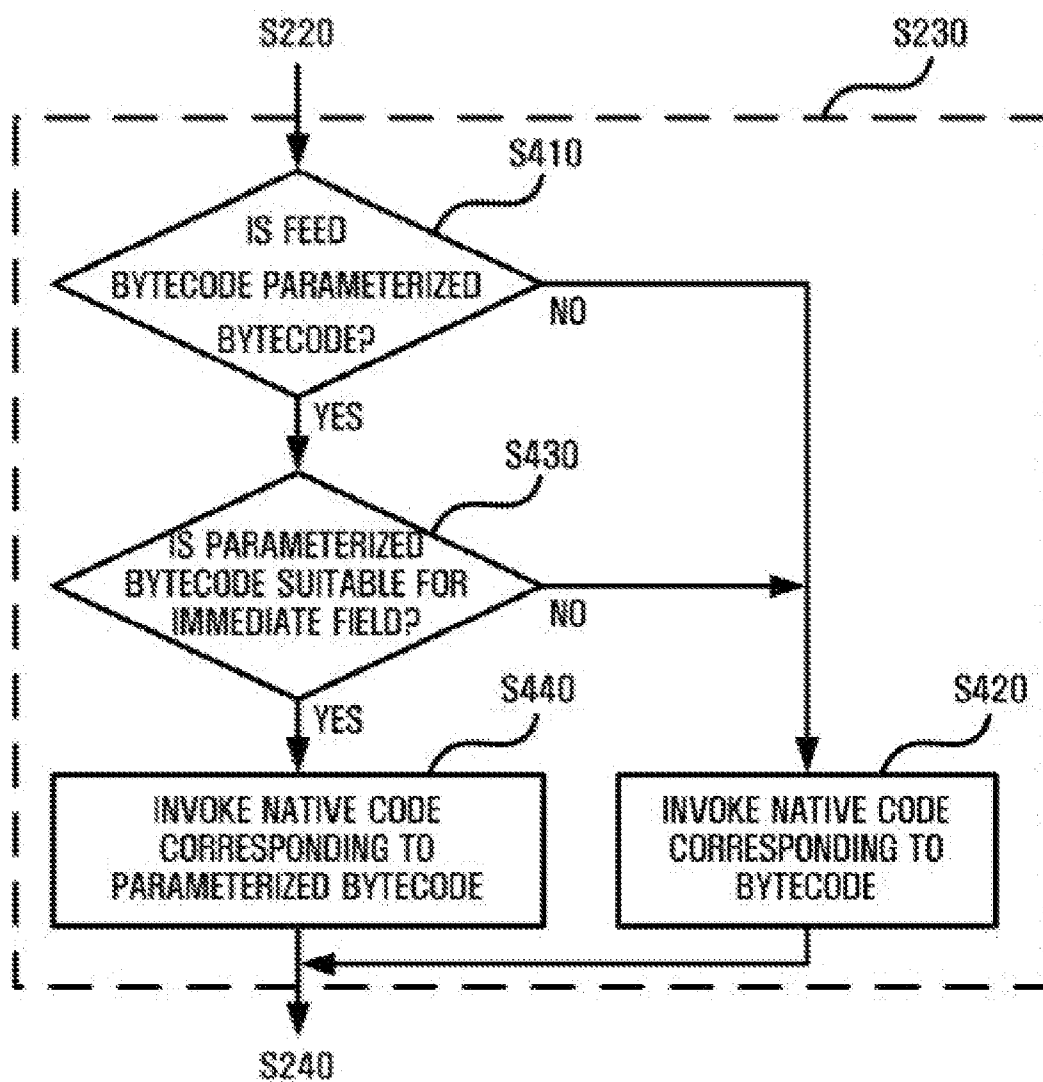 S220
S230
S410
IS FEED
BYTECODE PARAMETERIZED
BYTECODE?
NO
YES
S430
IS PARAMETERIZED
BYTECODE SUITABLE FOR
IMMEDIATE FIELD?
NO
YES
S440
S420
INVOKE NATIVE CODE
CORRESPONDING TO
PARAMETERIZED BYTECODE
INVOKE NATIVE CODE
CORRESPONDING TO
BYTECODE
S240